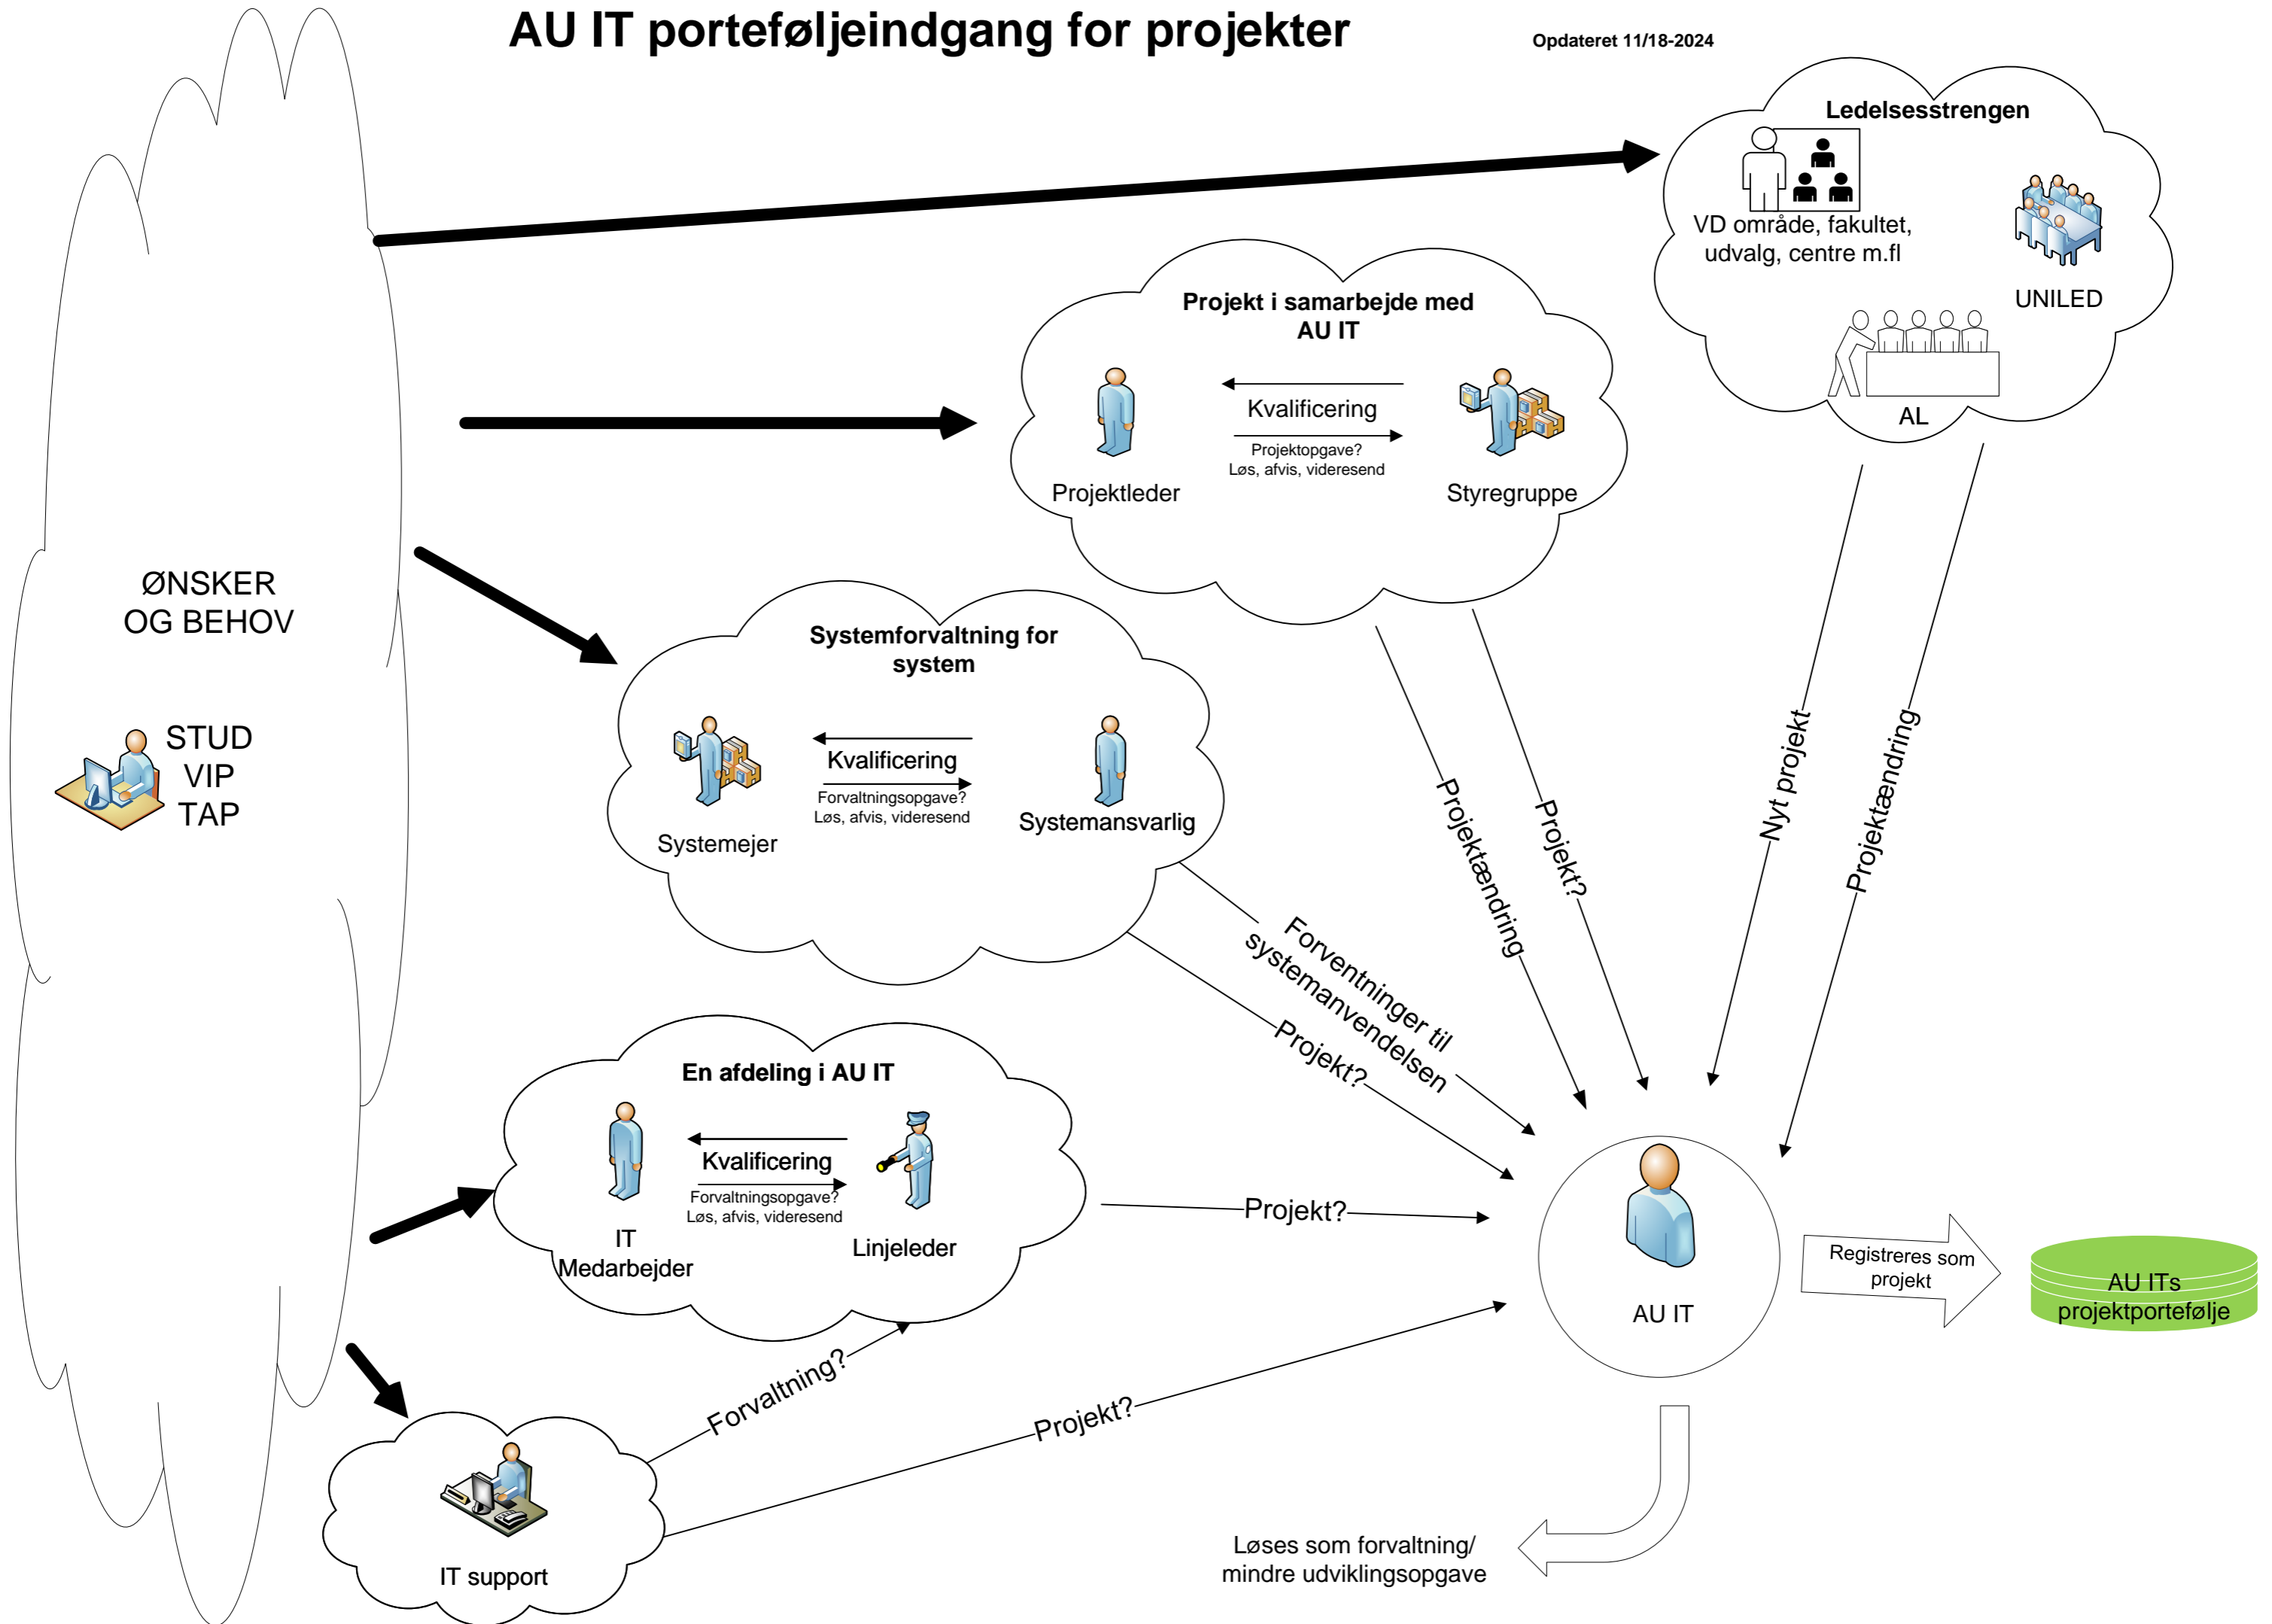 AU IT porteføljeindgang for projekter
Opdateret 11/18-2024
Ledelsesstrengen
VD område, fakultet,
udvalg, centre m.fl
UNILED
AL
Projekt i samarbejde med
AU IT
Kvalificering
Projektopgave?
Løs, afvis, videresend
Projektleder
Styregruppe
ØNSKER
OG BEHOV
STUD
VIP
TAP
Systemforvaltning for
system
Kvalificering
Forvaltningsopgave?
Løs, afvis, videresend
Systemejer
Systemansvarlig
Nyt projekt
Projektændring
Projektændring
Projekt?
Forventninger til
systemanvendelsen
Projekt?
En afdeling i AU IT
Kvalificering
Forvaltningsopgave?
Løs, afvis, videresend
IT
Medarbejder
Linjeleder
Projekt?
AU IT
Registreres som
projekt
AU ITs
projektportefølje
Forvaltning?
Projekt?
IT support
Løses som forvaltning/
mindre udviklingsopgave